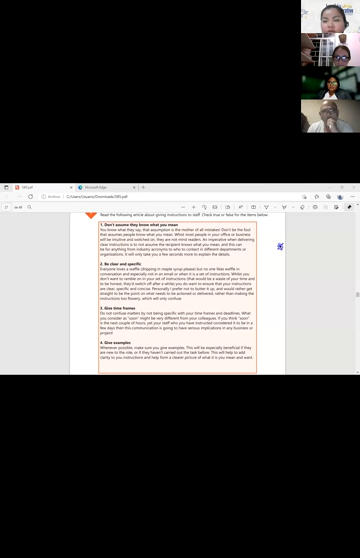 585.pdf
Microsoft Edge
Archivo
C:/Users/Usuario/Downloads/585.pdf
Read the following article about giving instructions to staff. Check true or false for the items below.
1. Don't assume they know what you mean
You know what they say, that assumption is the mother of all mistakes! Don't be the fool
that assumes people know what you mean. Whilst most people in your office or business
will be intuitive and switched on, they are not mind readers. An imperative when delivering
clear instructions is to not assume the recipient knows what you mean, and this can
be for anything from industry acronyms to who to contact in different departments or
organisations. It will only take you a few seconds more to explain the details.
2. Be clear and specific
Everyone loves a waffle (dripping in maple syrup please) but no one likes waffle in
conversation and especially not in an email or when it is a set of instructions. Whilst you
don't want to ramble on in your set of instructions (that would be a waste of your time and
to be honest, they'd switch off after a while) you do want to ensure that your instructions
are clear, specific and concise. Personally I prefer not to butter it up, and would rather get
straight to be the point on what needs to be actioned or delivered, rather than making the
instructions too flowery, which will only confuse
3. Give time frames
Do not confuse matters by not being specific with your time frames and deadlines. What
you consider as "soon" might be very different from your colleagues. If you think "soon"
is the next couple of hours, yet your staff who you have instructed considered it to be in a
few days then this communication is going to have serious implications in any business or
project!
4. Give examples
Whenever possible, make sure you give examples. This will be especially beneficial if they
are new to the role, or if they haven't carried out the task before. This will help to add
clarity to you instructions and help form a clearer picture of what it is you mean and want.